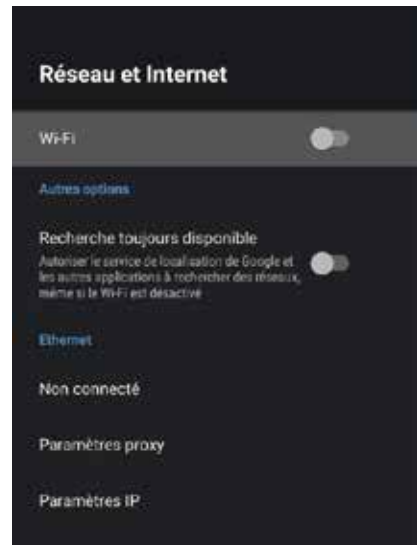 Réseau et Internet
Wi-Fi
Autres options
Recherche toujours disponible
Autoriser le service de localisation de Google et
les autres applications à rechercher des réseaux,
même si le Wi-Fi est désactivé
Ethernet
Non connecté
Paramètres proxy
Paramètres IP